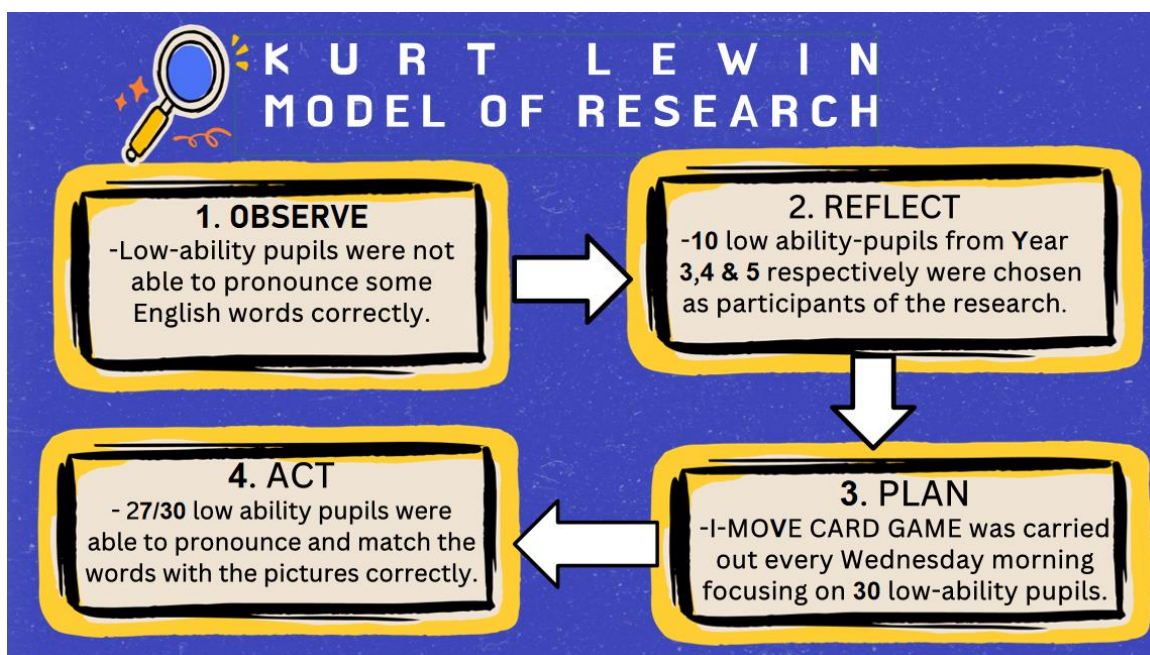 KURT LEWIN
MODEL OF RESEARCH
1. OBSERVE
-Low-ability pupils were not
able to pronounce some
English words correctly.
2. REFLECT
-10 low ability-pupils from Year
3,4 & 5 respectively were chosen
as participants of the research.
3. PLAN
-I-MOVE CARD GAME was carried
out every Wednesday morning
focusing on 30 low-ability pupils.
4. ACT
- 27/30 low ability pupils were
able to pronounce and match the
words with the pictures correctly.